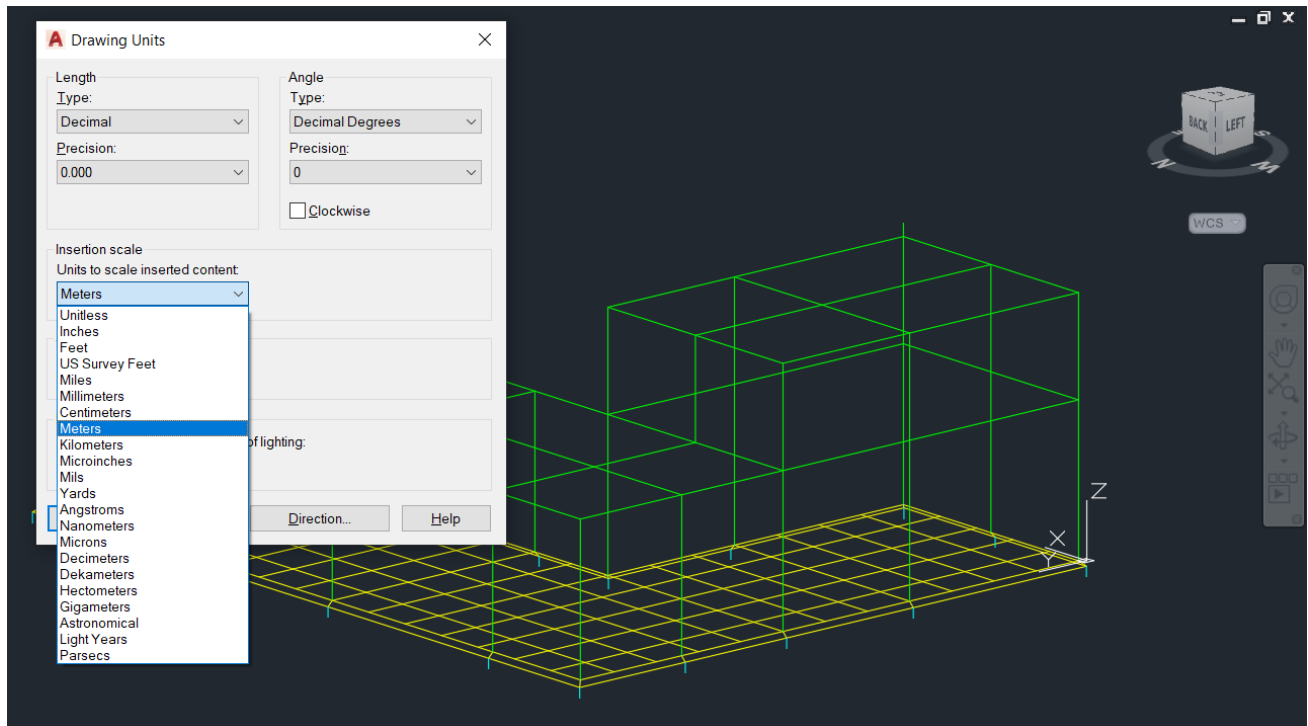 Drawing Units
Length
Type:
Decimal
Precision:
0.000
Angle
Type:
Decimal Degrees
Precision:
0
Clockwise
Insertion scale
Units to scale inserted content:
Meters
Unitless
Inches
Feet
US Survey Feet
Miles
Millimeters
Centimeters
Meters
Kilometers
Microinches
Mils
Yards
Angstroms
Nanometers
Microns
Decimeters
Dekameters
Hectometers
Gigameters
Astronomical
Light Years
Parsecs
of lighting:
Direction...
Help
BACK
LEFT
N
WCS
Z
X
Y